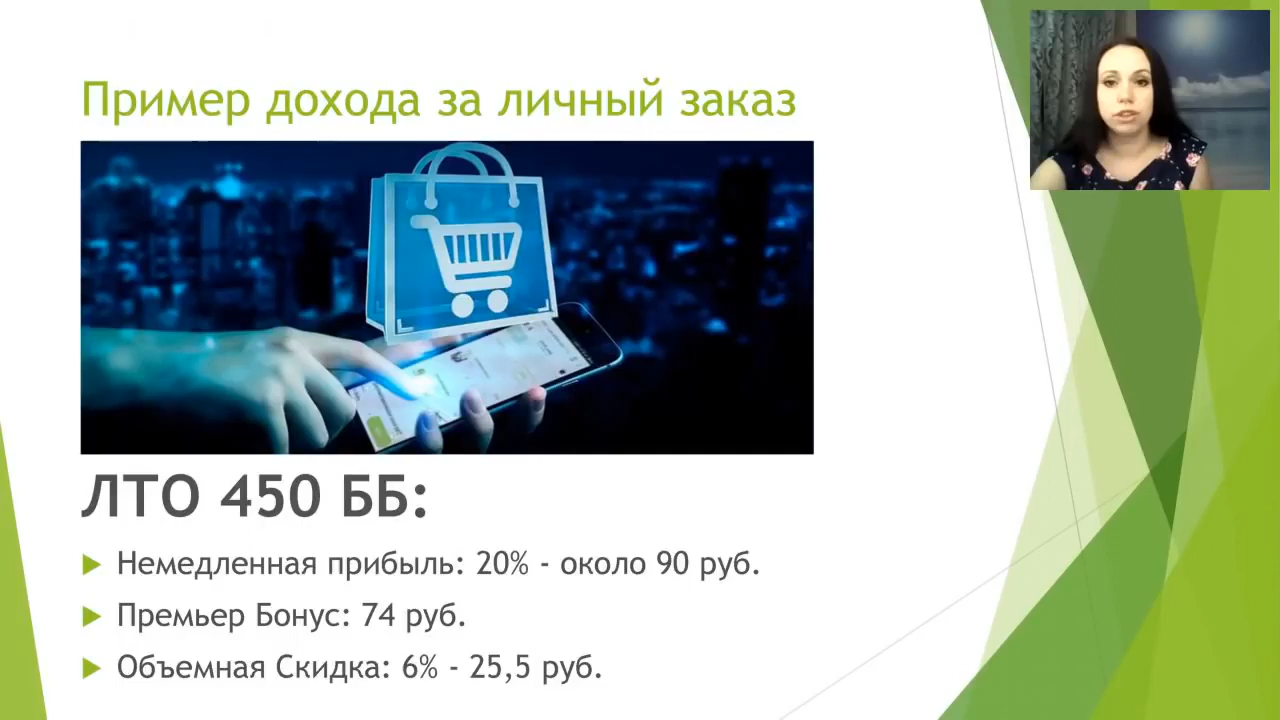 Пример дохода за личный заказ
ЛТО 450 ББ:
Немедленная прибыль: 20% - около 90 руб.
Премьер Бонус: 74 руб.
Объемная Скидка: 6% - 25,5 руб.